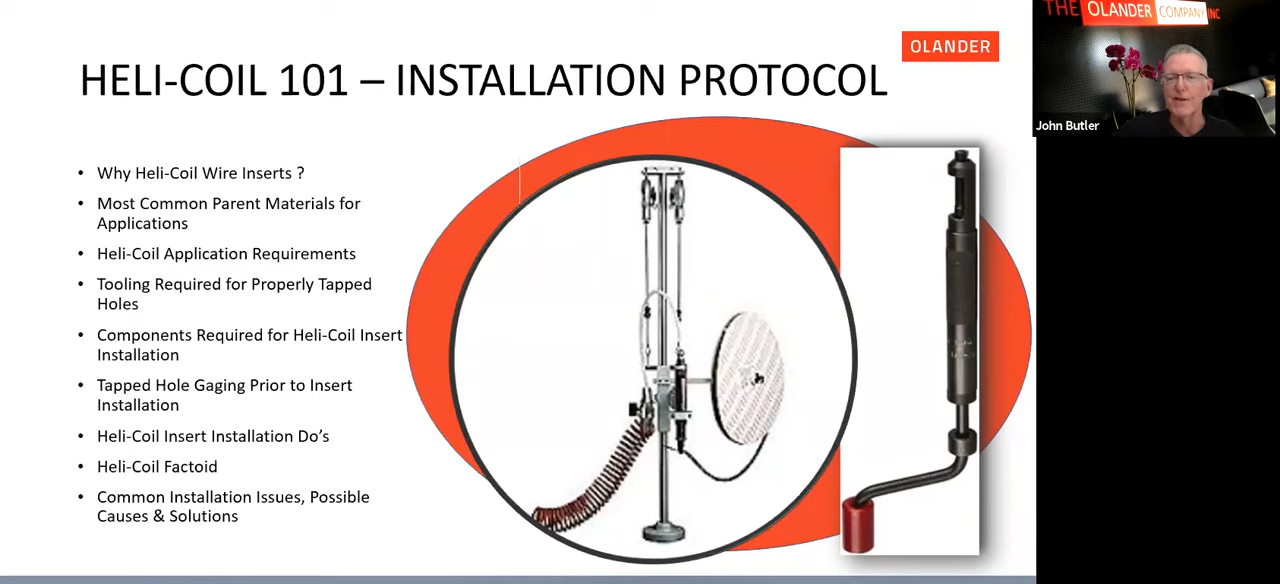 THE OLANDER COMPANY INC
OLANDER
HELI-COIL 101 – INSTALLATION PROTOCOL
John Butler
• Why Heli-Coil Wire Inserts ?
• Most Common Parent Materials for
Applications
• Heli-Coil Application Requirements
• Tooling Required for Properly Tapped
Holes
• Components Required for Heli-Coil Insert
Installation
• Tapped Hole Gaging Prior to Insert
Installation
• Heli-Coil Insert Installation Do’s
• Heli-Coil Factoid
• Common Installation Issues, Possible
Causes & Solutions